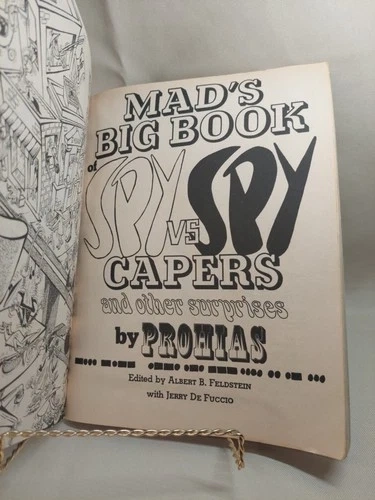 MAD'S
BIG BOOK
of SPY VS SPY
CAPERS
and other surprises
by PROHIAS
Edited by ALBERT B. FELDSTEIN
with JERRY DE FUCCIO